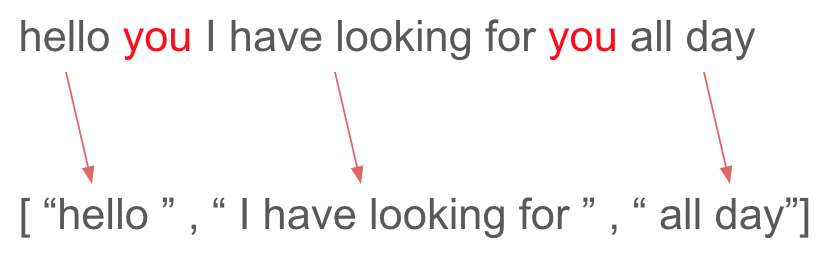 hello you I have looking for you all day
[ “hello ” , “ I have looking for ” , “ all day”]